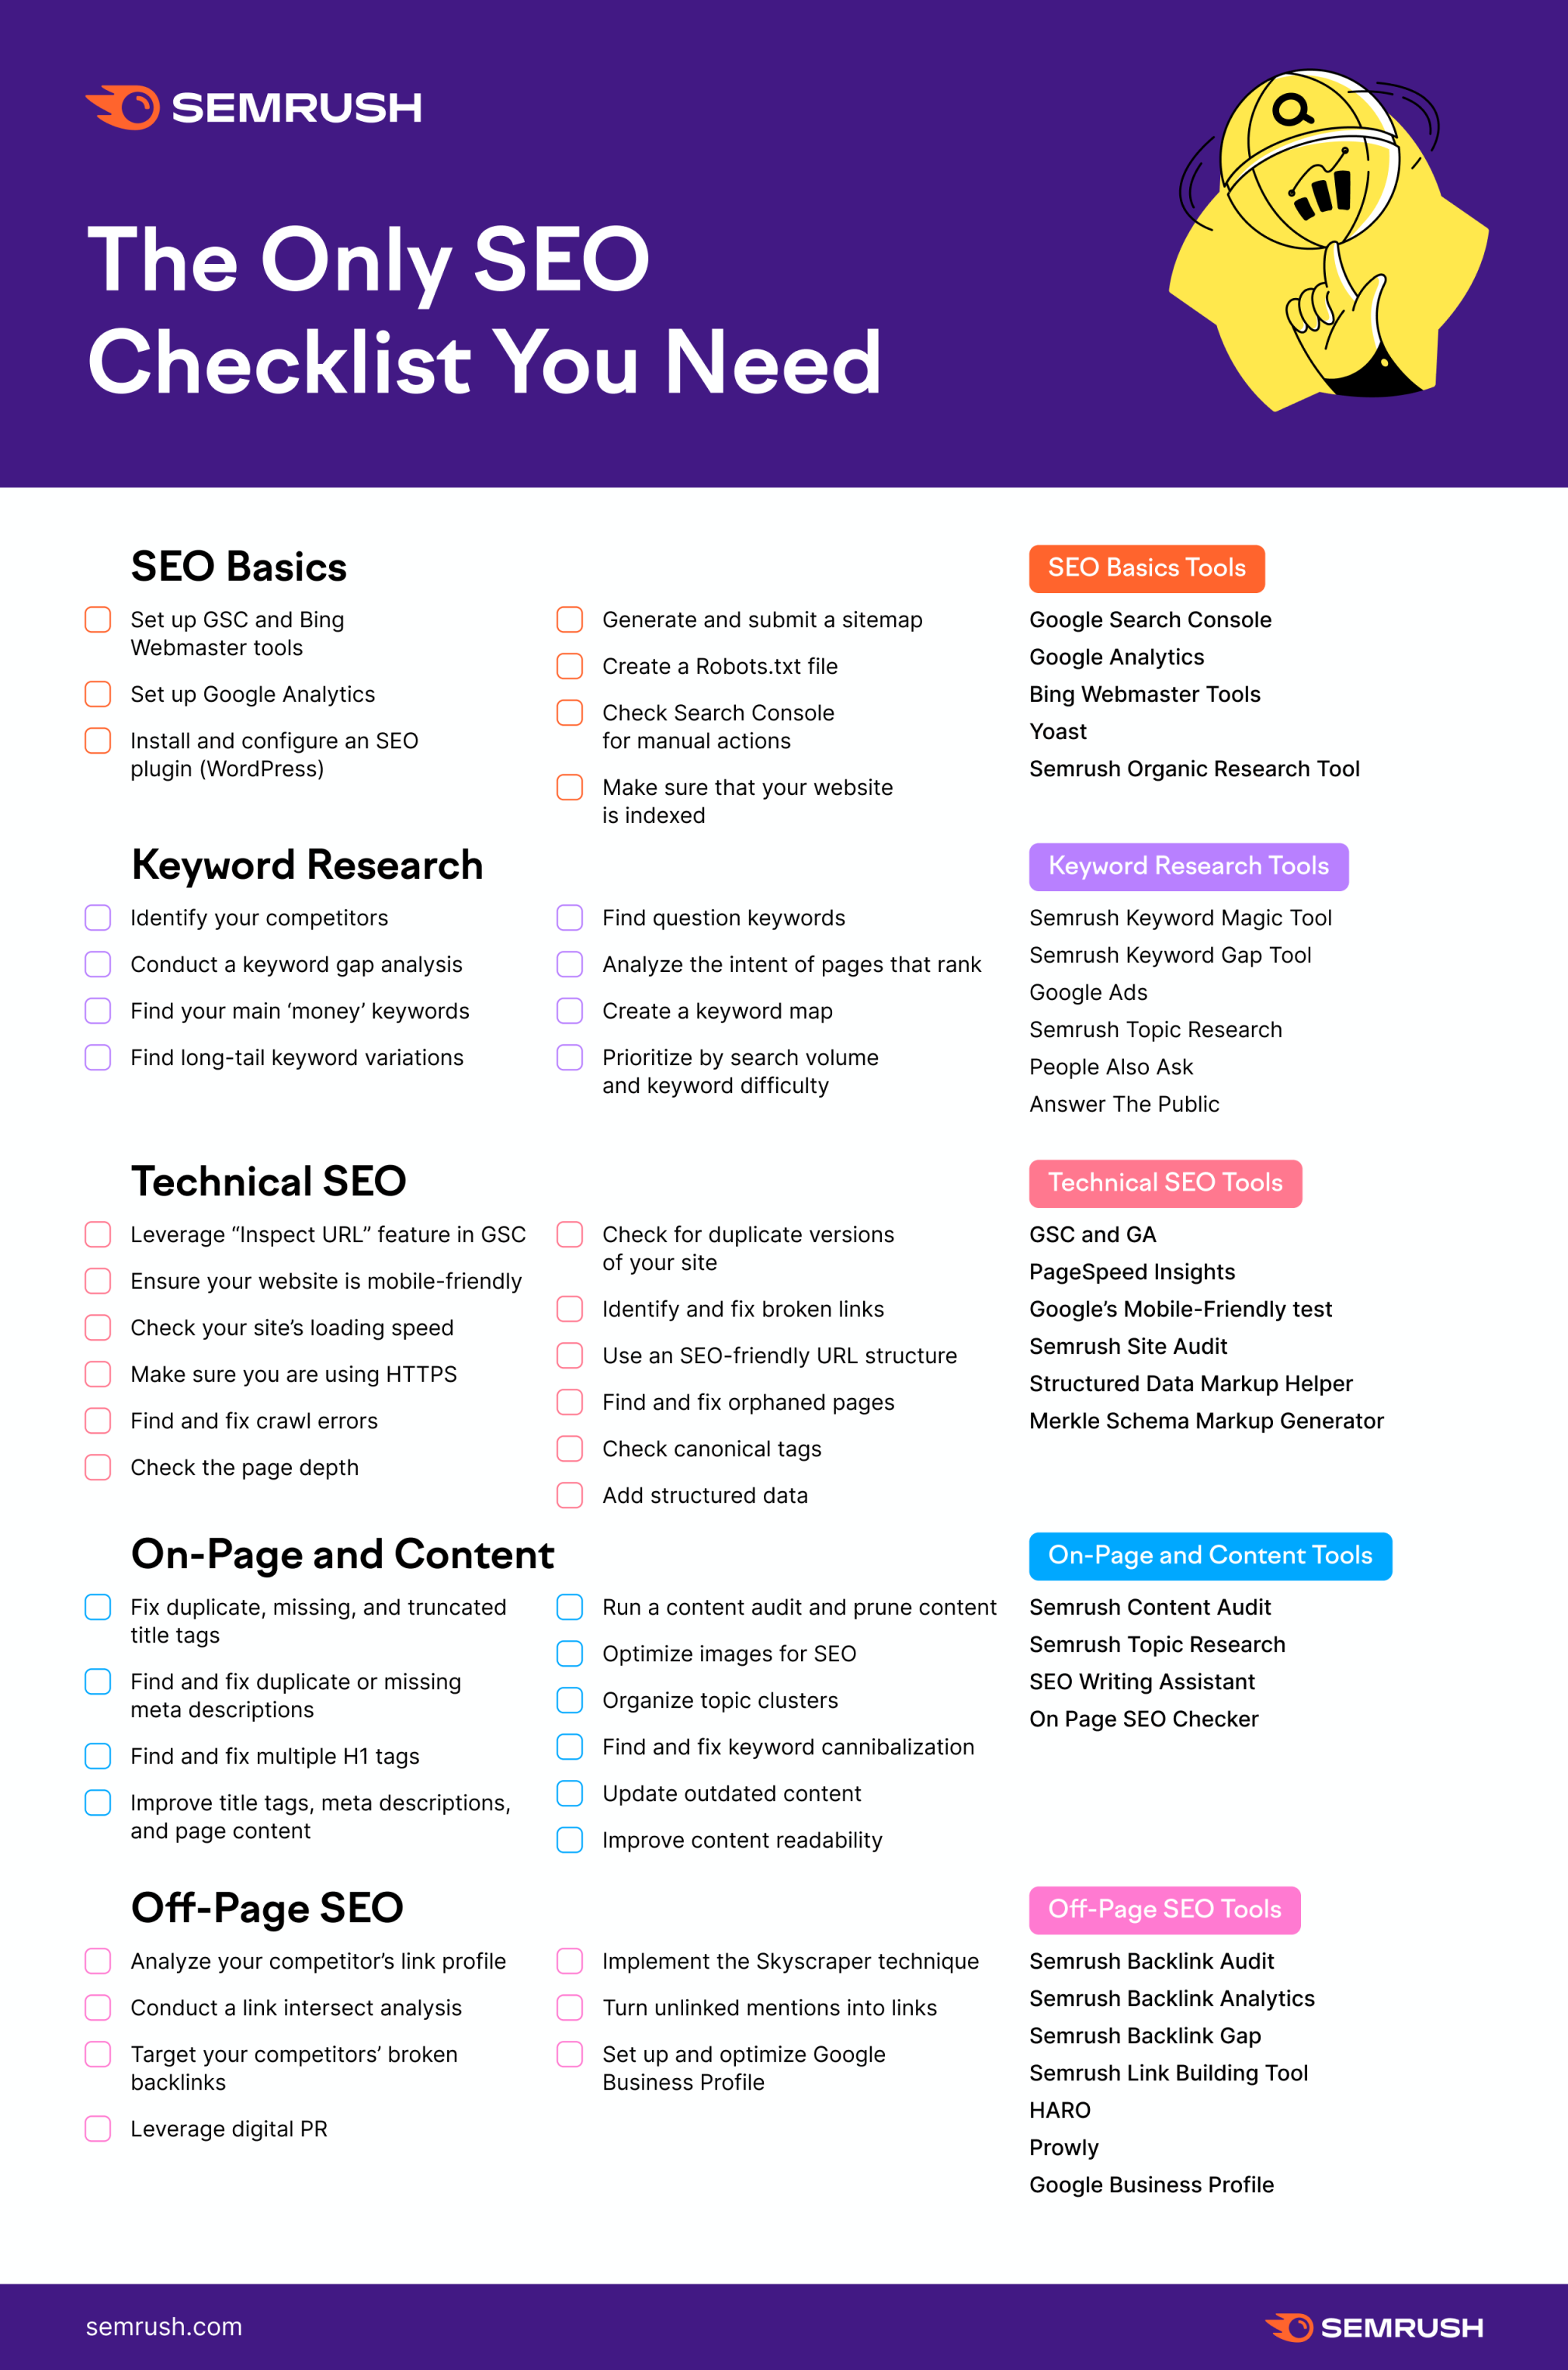 SEMRUSH
The Only SEO
Checklist You Need
SEO Basics
Set up GSC and Bing
Webmaster tools
Set up Google Analytics
Install and configure an SEO
plugin (WordPress)
Generate and submit a sitemap
Create a Robots.txt file
Check Search Console
for manual actions
Make sure that your website
is indexed
SEO Basics Tools
Google Search Console
Google Analytics
Bing Webmaster Tools
Yoast
Semrush Organic Research Tool
Keyword Research
Identify your competitors
Conduct a keyword gap analysis
Find your main ‘money’ keywords
Find long-tail keyword variations
Find question keywords
Analyze the intent of pages that rank
Create a keyword map
Prioritize by search volume
and keyword difficulty
Keyword Research Tools
Semrush Keyword Magic Tool
Semrush Keyword Gap Tool
Google Ads
Semrush Topic Research
People Also Ask
Answer The Public
Technical SEO
Leverage “Inspect URL” feature in GSC
Ensure your website is mobile-friendly
Check your site’s loading speed
Make sure you are using HTTPS
Find and fix crawl errors
Check the page depth
Check for duplicate versions
of your site
Identify and fix broken links
Use an SEO-friendly URL structure
Find and fix orphaned pages
Check canonical tags
Add structured data
Technical SEO Tools
GSC and GA
PageSpeed Insights
Google’s Mobile-Friendly test
Semrush Site Audit
Structured Data Markup Helper
Merkle Schema Markup Generator
On-Page and Content
Fix duplicate, missing, and truncated
title tags
Find and fix duplicate or missing
meta descriptions
Find and fix multiple H1 tags
Improve title tags, meta descriptions,
and page content
Run a content audit and prune content
Optimize images for SEO
Organize topic clusters
Find and fix keyword cannibalization
Update outdated content
Improve content readability
On-Page and Content Tools
Semrush Content Audit
Semrush Topic Research
SEO Writing Assistant
On Page SEO Checker
Off-Page SEO
Analyze your competitor’s link profile
Conduct a link intersect analysis
Target your competitors’ broken
backlinks
Leverage digital PR
Implement the Skyscraper technique
Turn unlinked mentions into links
Set up and optimize Google
Business Profile
Off-Page SEO Tools
Semrush Backlink Audit
Semrush Backlink Analytics
Semrush Backlink Gap
Semrush Link Building Tool
HARO
Prowly
Google Business Profile
semrush.com
SEMRUSH